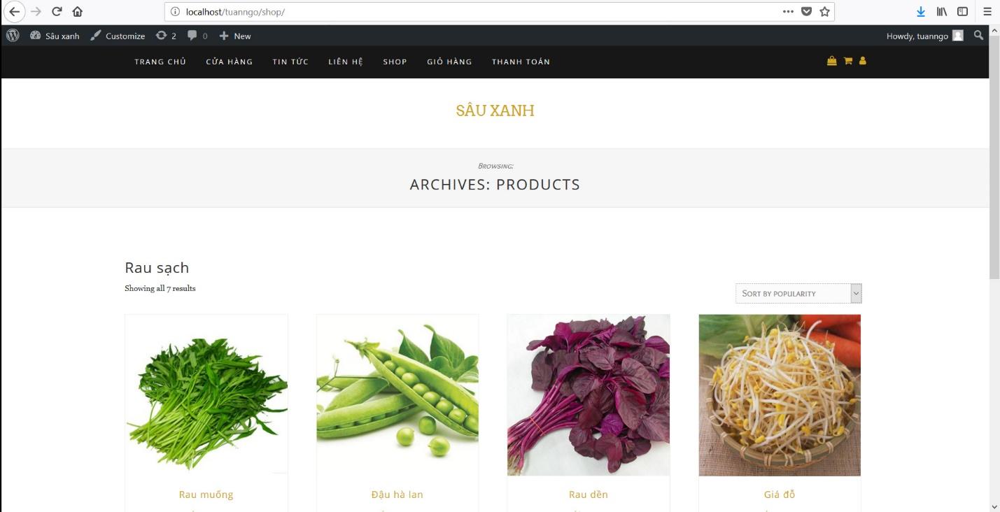 localhost/tuanngo/shop/
Sâu xanh Customize 2 0 New Howdy, tuanngo
TRANG CHỦ CỬA HÀNG TIN TỨC LIÊN HỆ SHOP GIỎ HÀNG THANH TOÁN
SÂU XANH
BROWSING:
ARCHIVES: PRODUCTS
Rau sạch
Showing all 7 results
SORT BY POPULARITY
Rau muống Đậu hà lan Rau dền Giá đỗ